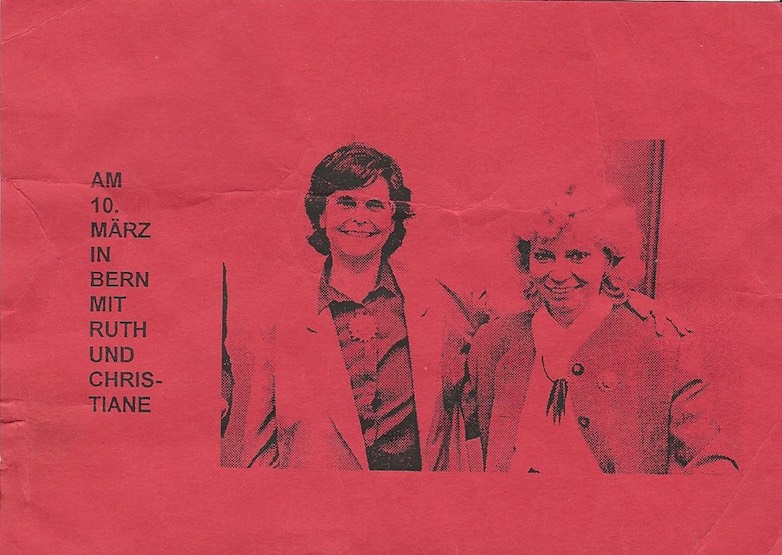 AM
10.
MÄRZ
IN
BERN
MIT
RUTH
UND
CHRIS-
TIANE